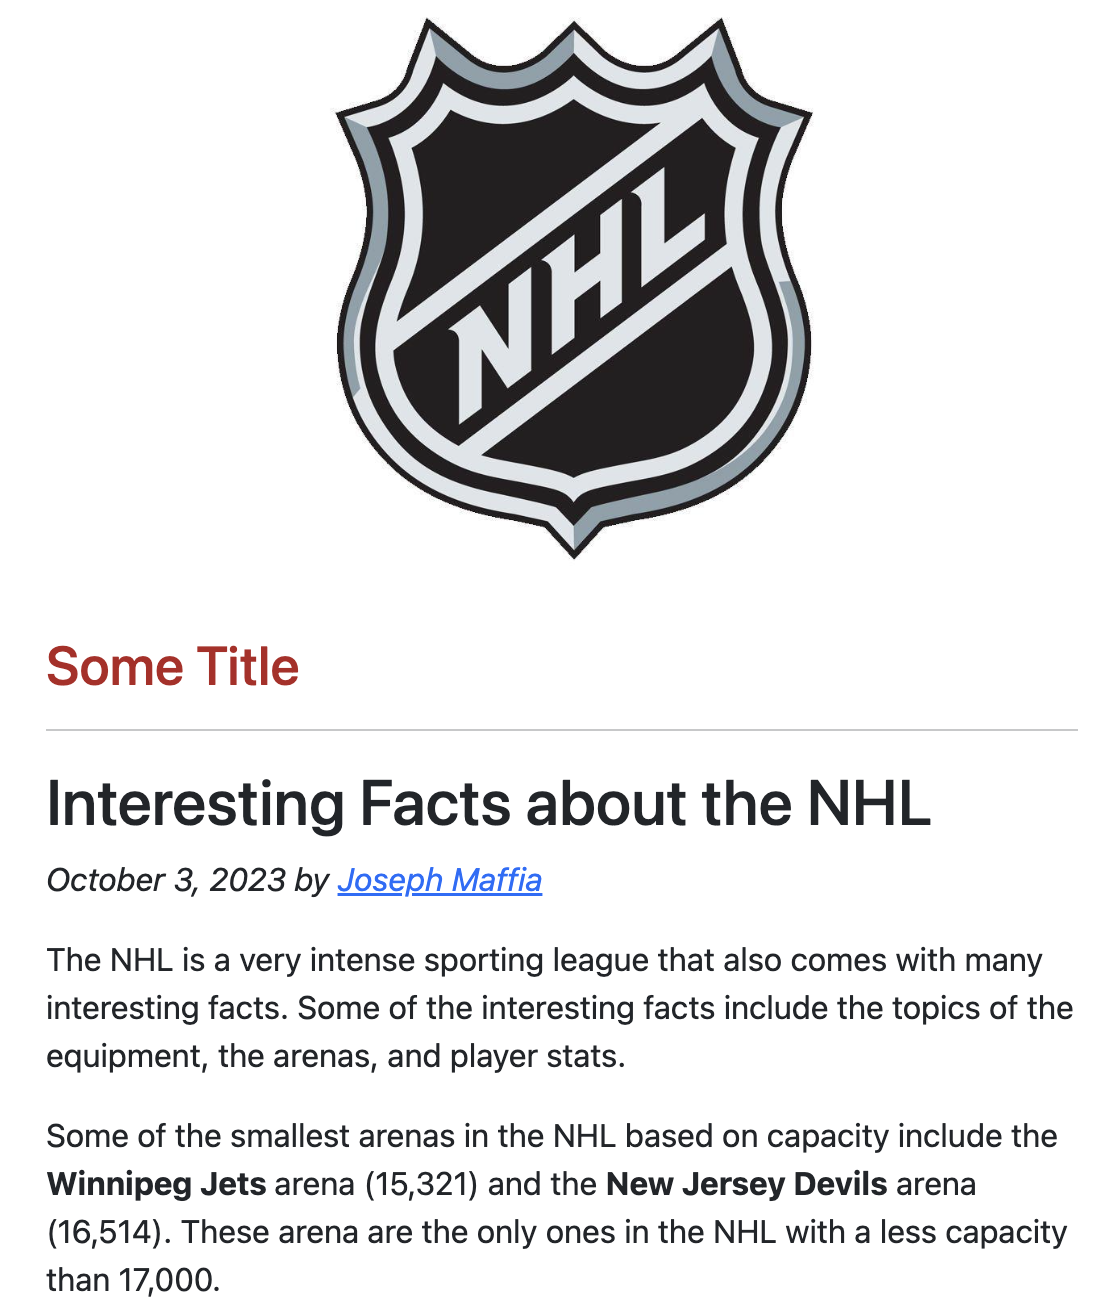 NHL
Some Title
Interesting Facts about the NHL
October 3, 2023 by Joseph Maffia
The NHL is a very intense sporting league that also comes with many
interesting facts. Some of the interesting facts include the topics of the
equipment, the arenas, and player stats.
Some of the smallest arenas in the NHL based on capacity include the
Winnipeg Jets arena (15,321) and the New Jersey Devils arena
(16,514). These arena are the only ones in the NHL with a less capacity
than 17,000.